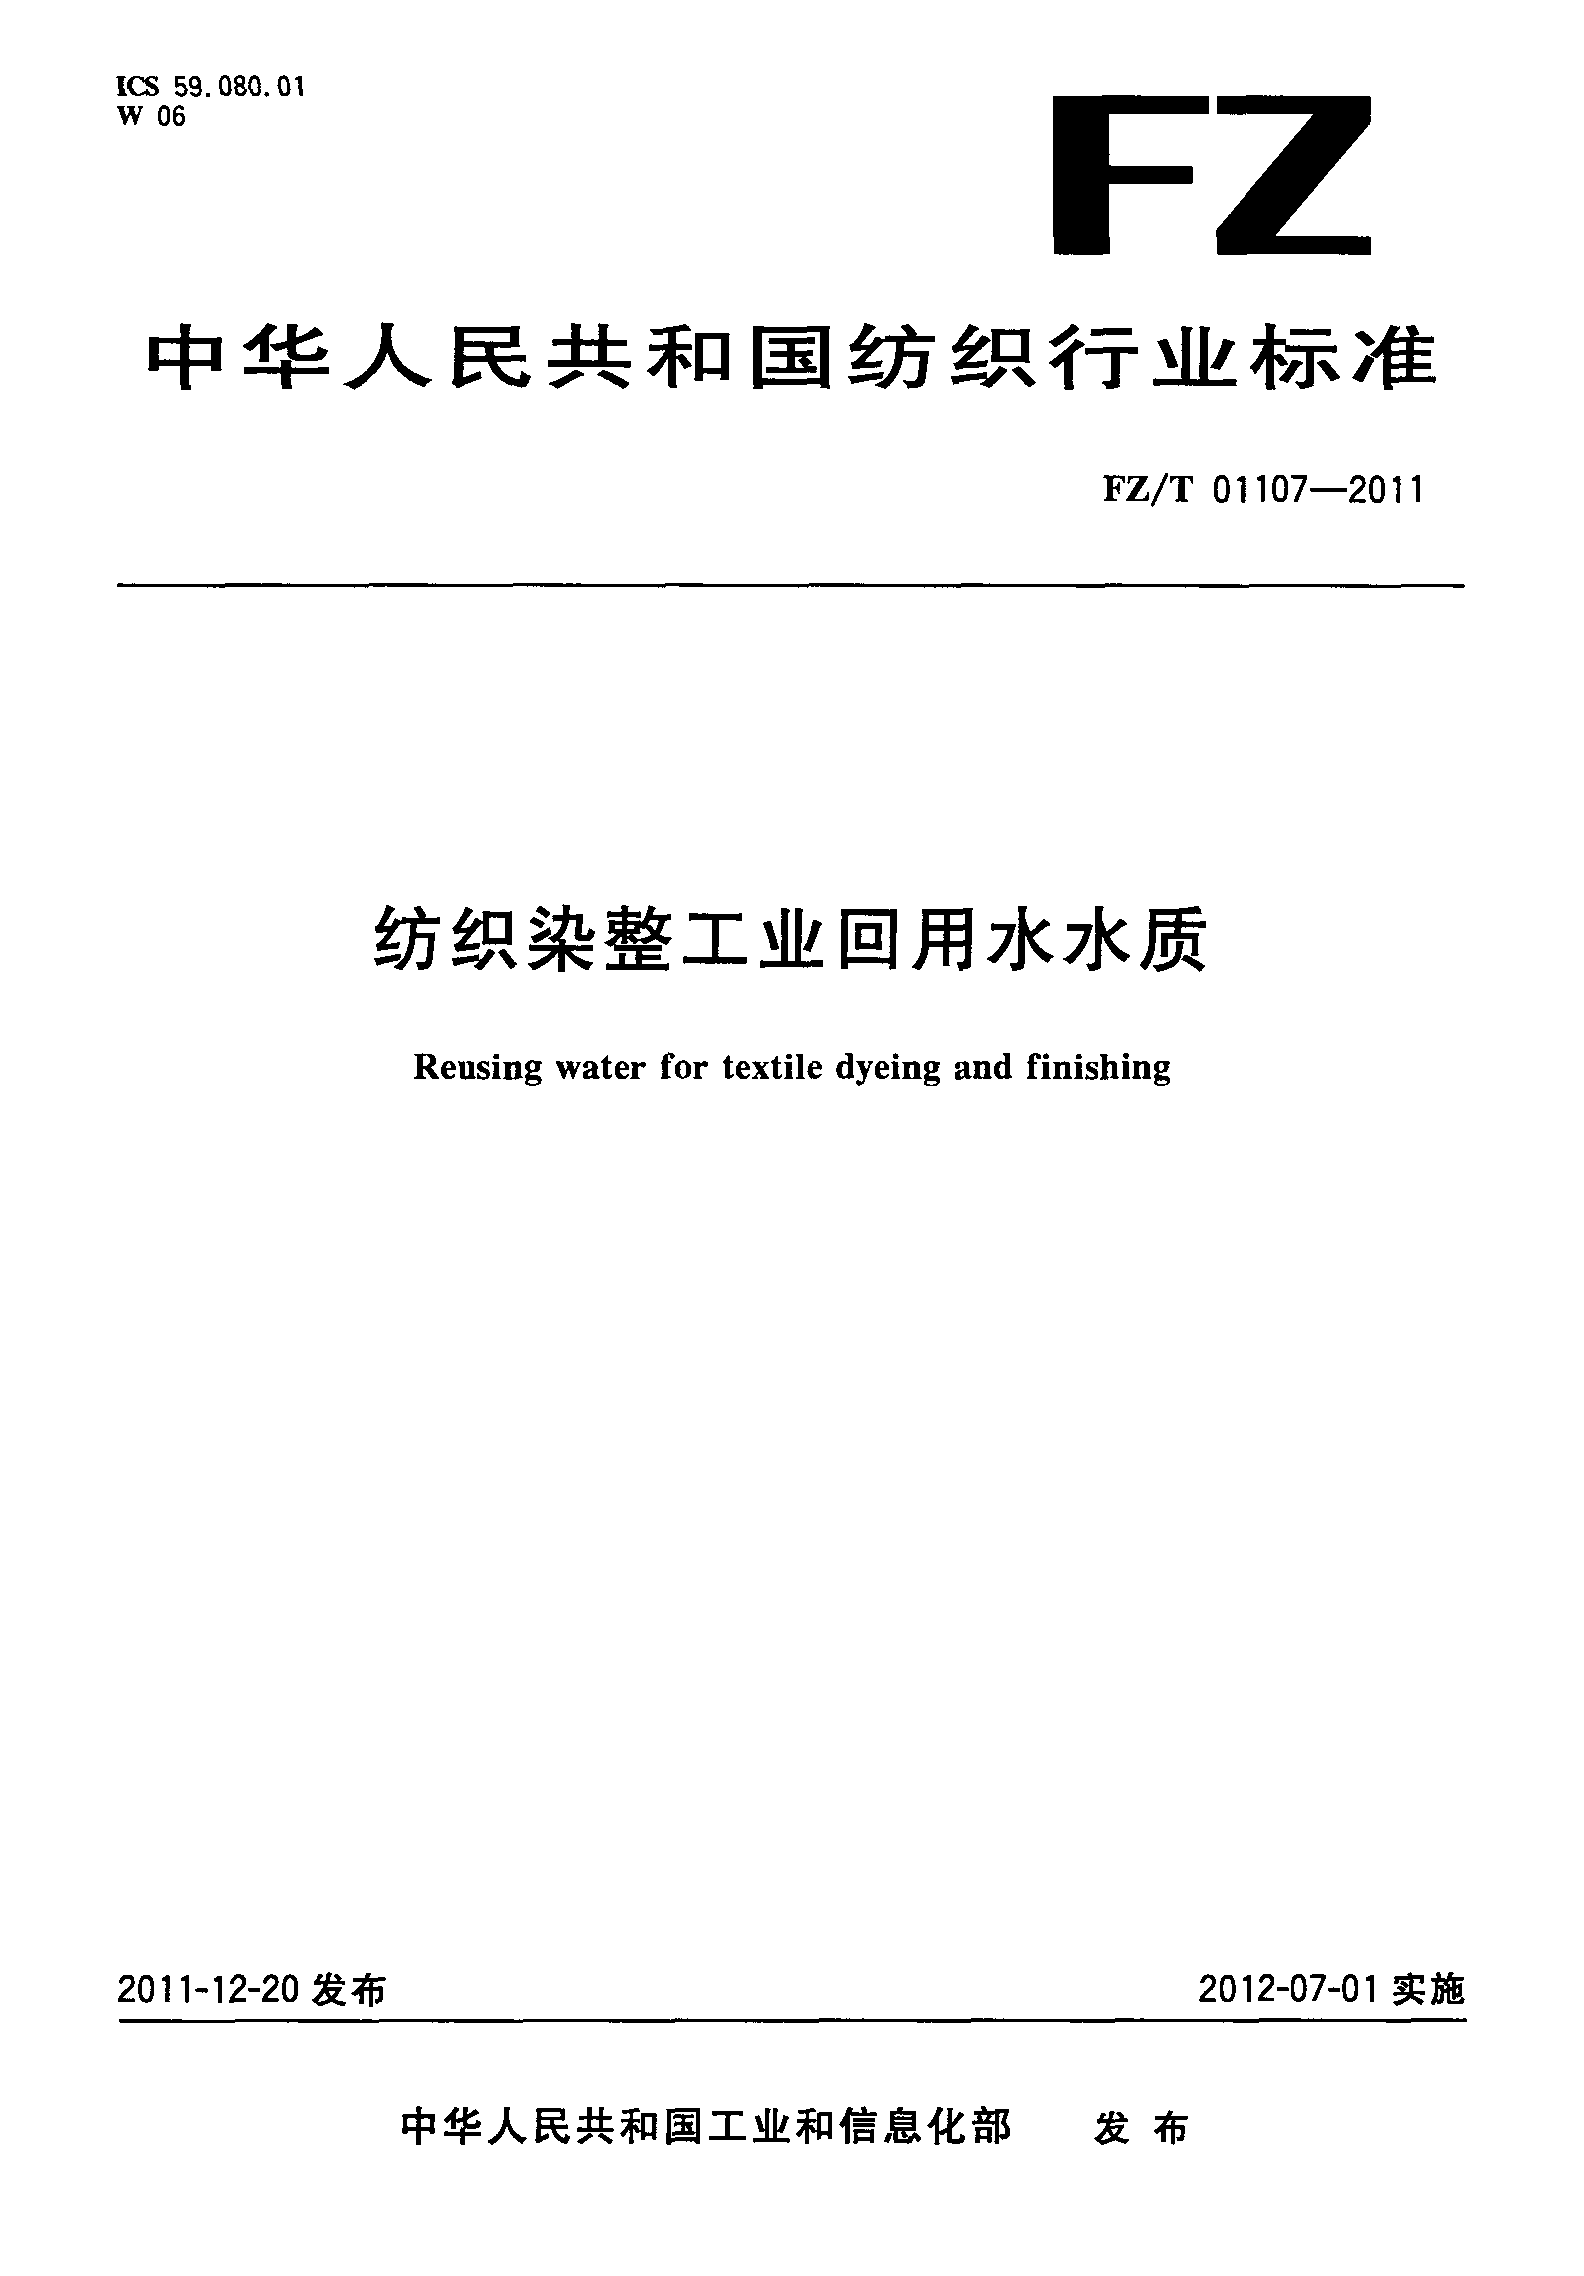 ICS 59.080.01
W 06
FZ
中华人民共和国纺织行业标准
FZ/T 01107—2011
纺织染整工业回用水水质
Reusing water for textile dyeing and finishing
2011-12-20 发布
2012-07-01 实施
中华人民共和国工业和信息化部 发布